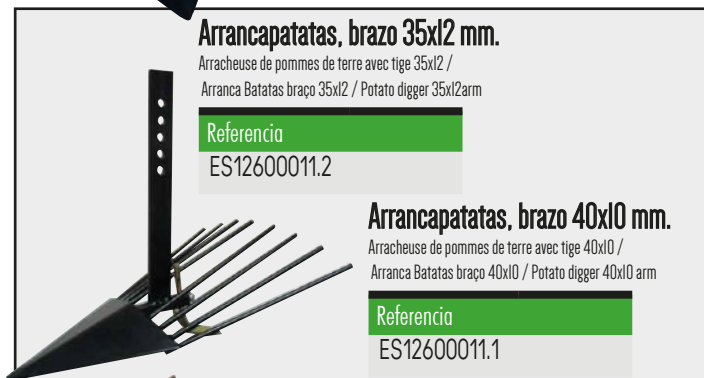 Arrancapatatas, brazo 35x12 mm.
Arracheuse de pommes de terre avec tige 35x12 /
Arranca Batatas braço 35x12 / Potato digger 35x12arm
Referencia
ES12600011.2
Arrancapatatas, brazo 40x10 mm.
Arracheuse de pommes de terre avec tige 40x10 /
Arranca Batatas braço 40x10 / Potato digger 40x10 arm
Referencia
ES12600011.1